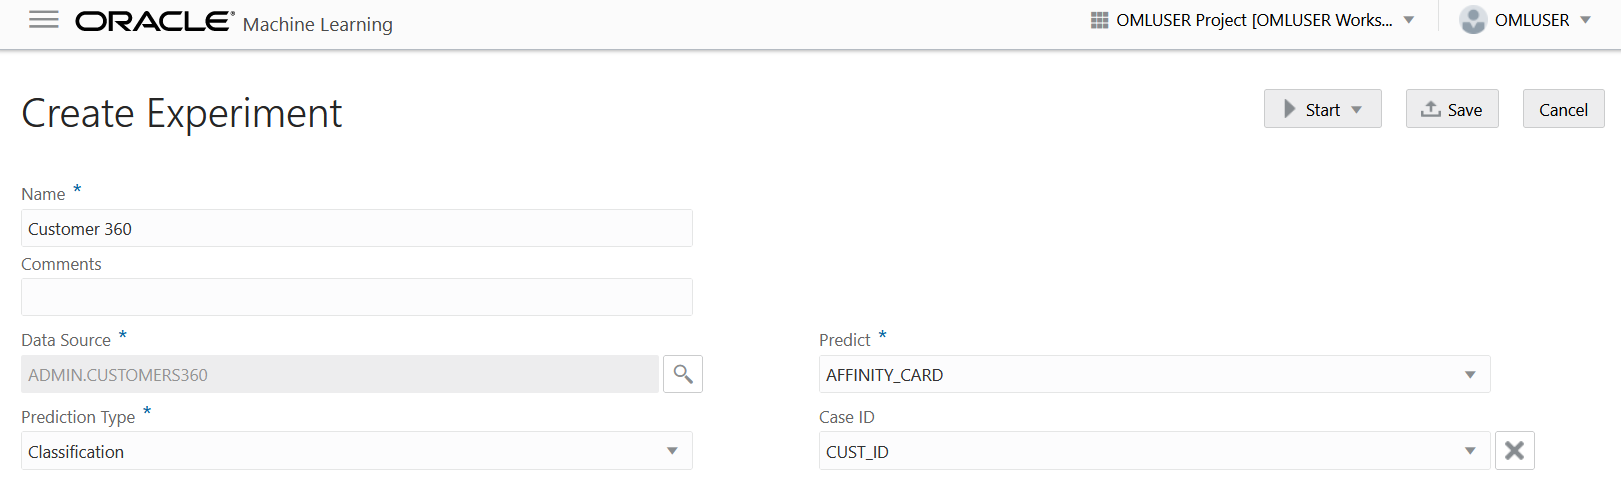 ORACLE® Machine Learning
OMLUSER Project [OMLUSER Works...
OMLUSER
Create Experiment
Start
Save
Cancel
Name *
Customer 360
Comments
Data Source *
ADMIN.CUSTOMERS360
Predict *
AFFINITY_CARD
Prediction Type *
Classification
Case ID
CUST_ID